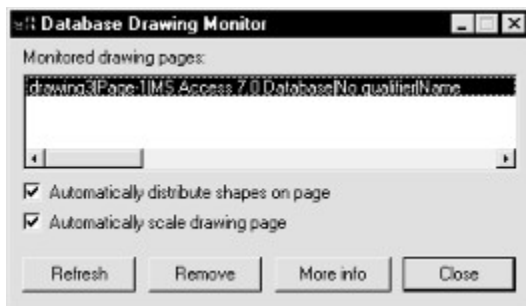 Database Drawing Monitor
Monitored drawing pages:
drawing3|Page-1|MS Access 7.0 Database|No qualifier|Name
Automatically distribute shapes on page
Automatically scale drawing page
Refresh Remove More info Close